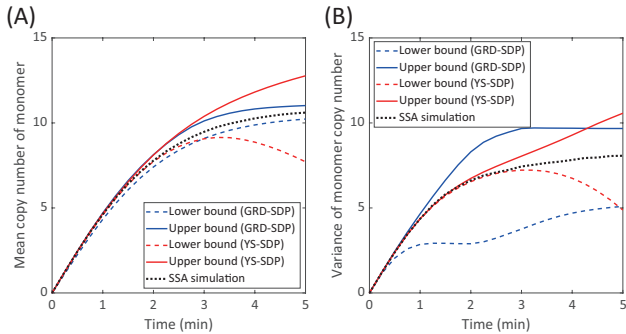 (A)
15
10
5
0
0 1 2 3 4 5
Mean copy number of monomer
Time (min)
Lower bound (GRD-SDP)
Upper bound (GRD-SDP)
Lower bound (YS-SDP)
Upper bound (YS-SDP)
SSA simulation
(B)
15
10
5
0
0 1 2 3 4 5
Variance of monomer copy number
Time (min)
Lower bound (GRD-SDP)
Upper bound (GRD-SDP)
Lower bound (YS-SDP)
Upper bound (YS-SDP)
SSA simulation